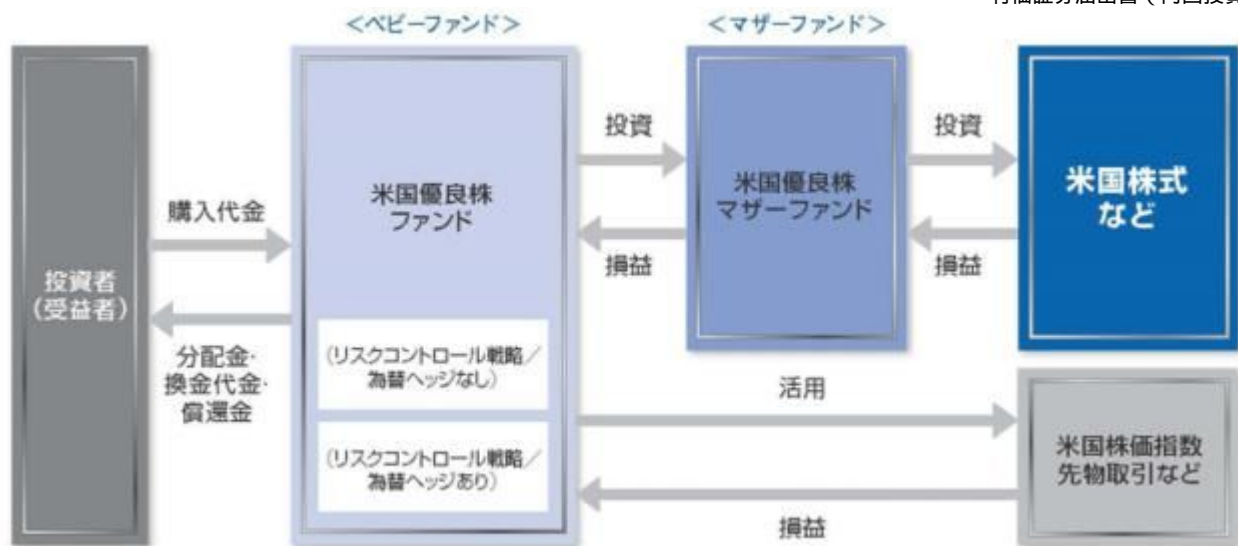 ＜ベビーファンド＞
＜マザーファンド＞
投資者
（受益者）
購入代金
分配金・
換金代金・
償還金
米国優良株
ファンド
（リスクコントロール戦略／
為替ヘッジなし）
（リスクコントロール戦略／
為替ヘッジあり）
投資
損益
米国優良株
マザーファンド
投資
損益
米国株式
など
活用
損益
米国株価指数
先物取引など